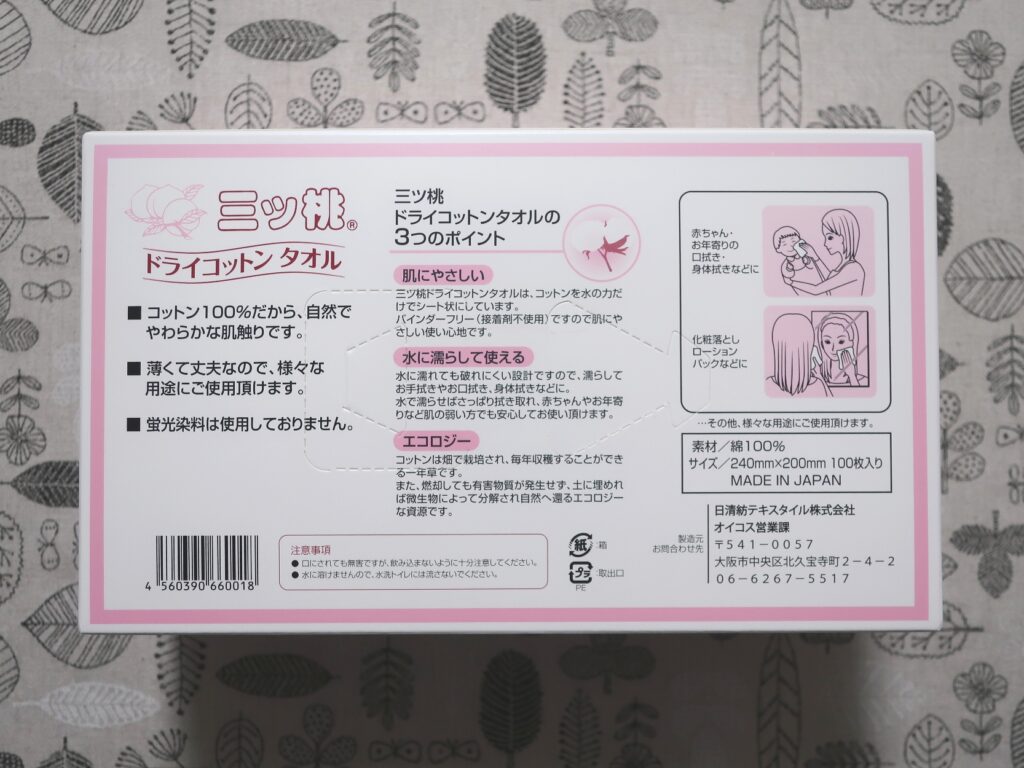 三ツ桃®
ドライコットン タオル
■ コットン100%だから、自然で
やわらかな肌触りです。
■ 薄くて丈夫なので、様々な
用途にご使用頂けます。
■ 蛍光染料は使用しておりません。
三ツ桃
ドライコットンタオルの
3つのポイント
肌にやさしい
三ツ桃ドライコットンタオルは、コットンを水の力だ
けでシート状にしています。
バインダーフリー（接着剤不使用）ですので肌にや
さしい使い心地です。
水に濡らして使える
水に濡れても破れにくい設計ですので、濡らして
お手拭きやお口拭き、身体拭きなどに。
水で濡らせばさっぱり拭き取れ、赤ちゃんやお年寄
りなど肌の弱い方でも安心してお使い頂けます。
エコロジー
コットンは畑で栽培され、毎年収穫することができ
る一年草です。
また、燃却しても有害物質が発生せず、土に埋めれ
ば微生物によって分解され自然へ還るエコロジー
な資源です。
赤ちゃん・
お年寄りの
口拭き・
身体拭きなどに
化粧落とし
ローション
パックなどに
…その他、様々な用途にご使用頂けます。
素材／綿100%
サイズ／240mm×200mm 100枚入り
MADE IN JAPAN
製造元
お問合わせ先
日清紡テキスタイル株式会社
オイコス営業課
〒541-0057
大阪市中央区北久宝寺町2-4-2
06-6267-5517
4 560390 660018
注意事項
● 口にされても無害ですが、飲み込まないように十分注意してください。
● 水に溶けませんので、水洗トイレには流さないでください。
紙 :箱
プラ :取出口
PE